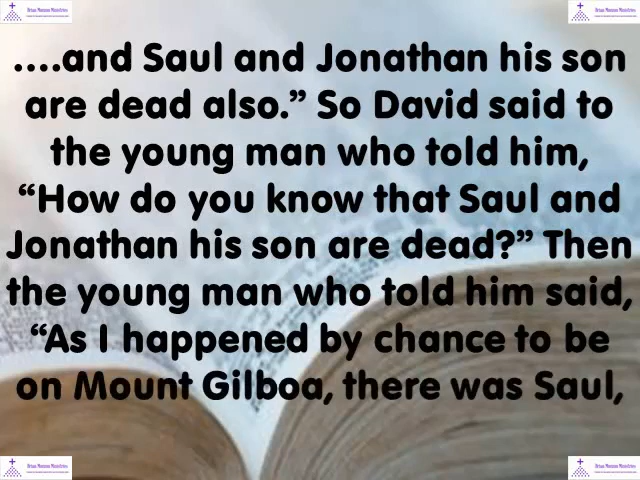 ....and Saul and Jonathan his son
are dead also.” So David said to
the young man who told him,
“How do you know that Saul and
Jonathan his son are dead?” Then
the young man who told him said,
“As I happened by chance to be
on Mount Gilboa, there was Saul,